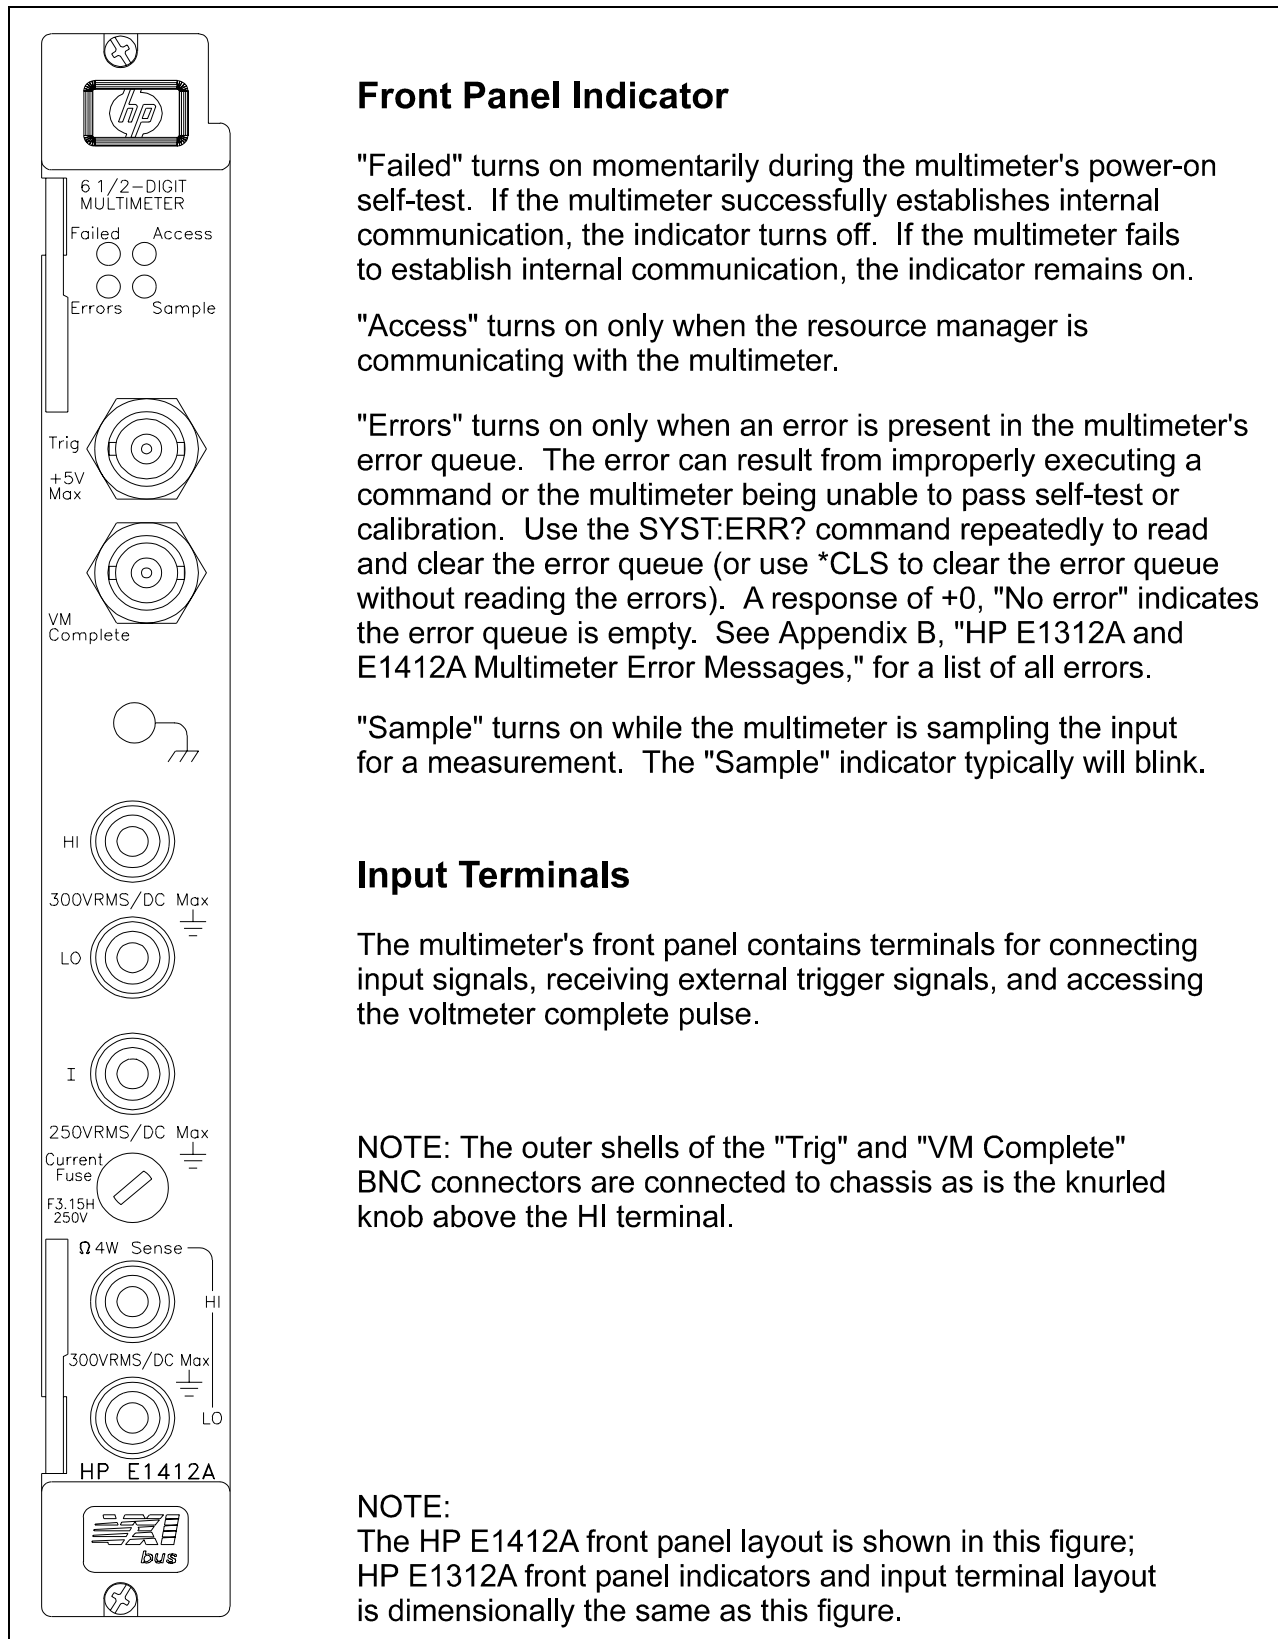 hp
6 1/2-DIGIT
MULTIMETER
Failed Access
Errors Sample
Trig
+5V
Max
VM
Complete
HI
300VRMS/DC Max
LO
I
250VRMS/DC Max
Current
Fuse
F3.15H
250V
Ω4W Sense
HI
300VRMS/DC Max
LO
HP E1412A
VXI
bus
Front Panel Indicator
"Failed" turns on momentarily during the multimeter's power-on
self-test. If the multimeter successfully establishes internal
communication, the indicator turns off. If the multimeter fails
to establish internal communication, the indicator remains on.
"Access" turns on only when the resource manager is
communicating with the multimeter.
"Errors" turns on only when an error is present in the multimeter's
error queue. The error can result from improperly executing a
command or the multimeter being unable to pass self-test or
calibration. Use the SYST:ERR? command repeatedly to read
and clear the error queue (or use *CLS to clear the error queue
without reading the errors). A response of +0, "No error" indicates
the error queue is empty. See Appendix B, "HP E1312A and
E1412A Multimeter Error Messages," for a list of all errors.
"Sample" turns on while the multimeter is sampling the input
for a measurement. The "Sample" indicator typically will blink.
Input Terminals
The multimeter's front panel contains terminals for connecting
input signals, receiving external trigger signals, and accessing
the voltmeter complete pulse.
NOTE: The outer shells of the "Trig" and "VM Complete"
BNC connectors are connected to chassis as is the knurled
knob above the HI terminal.
NOTE:
The HP E1412A front panel layout is shown in this figure;
HP E1312A front panel indicators and input terminal layout
is dimensionally the same as this figure.